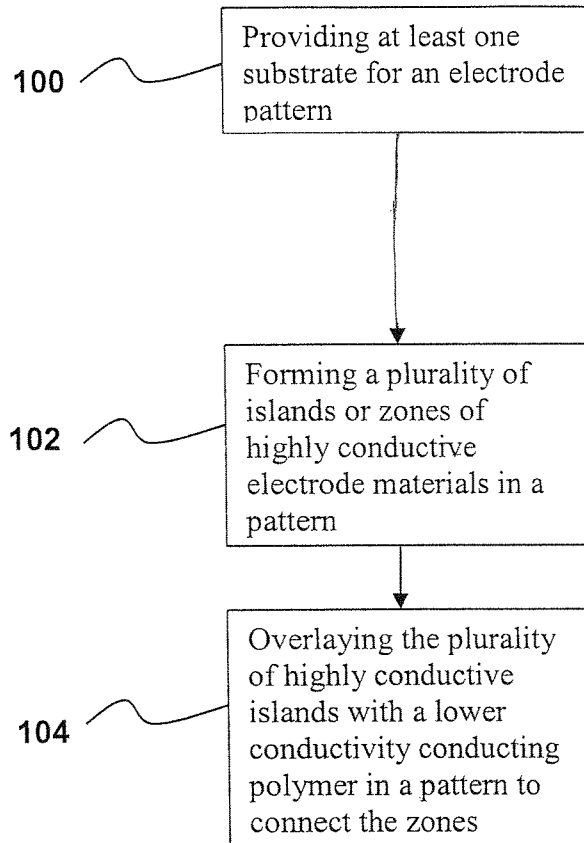 Providing at least one
substrate for an electrode
pattern
100
Forming a plurality of
islands or zones of
highly conductive
electrode materials in a
pattern
102
Overlaying the plurality
of highly conductive
islands with a lower
conductivity conducting
polymer in a pattern to
connect the zones
104